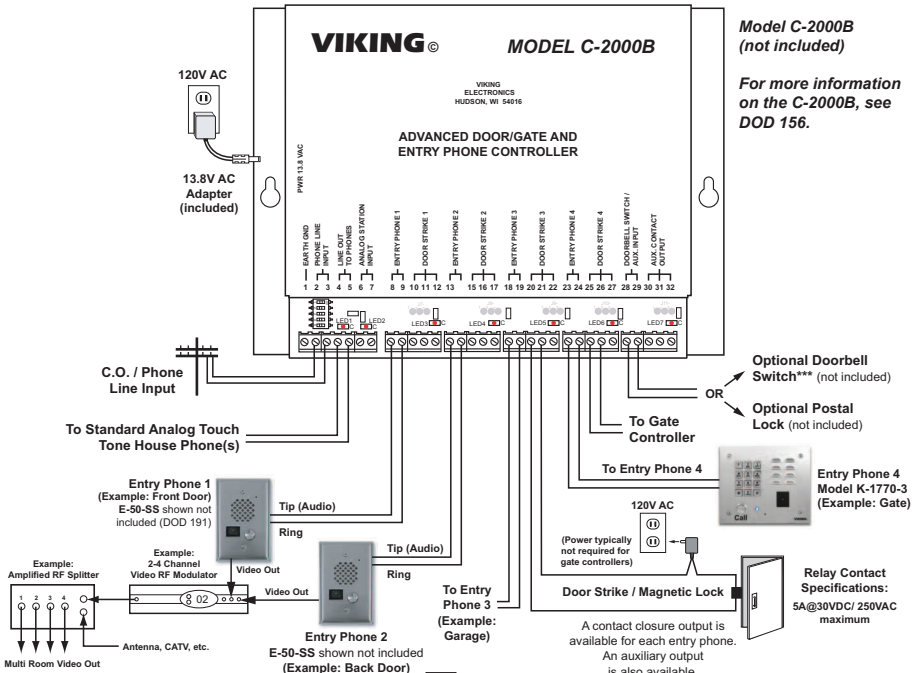 VIKING©
MODEL C-2000B
Model C-2000B
(not included)
For more information
on the C-2000B, see
DOD 156.
VIKING
ELECTRONICS
HUDSON, WI 54016
ADVANCED DOOR/GATE AND
ENTRY PHONE CONTROLLER
120V AC
13.8V AC
Adapter
(included)
PWR 13.8 VAC
EARTH GND
PHONE LINE
INPUT
LINE OUT
TO PHONES
ANALOG STATION
INPUT
ENTRY PHONE 1
DOOR STRIKE 1
ENTRY PHONE 2
DOOR STRIKE 2
ENTRY PHONE 3
DOOR STRIKE 3
ENTRY PHONE 4
DOOR STRIKE 4
DOORBELL SWITCH /
AUX. INPUT
AUX. CONTACT
OUTPUT
1 2 3 4 5 6 7 8 9 10 11 12 13 15 16 17 18 19 20 21 22 23 24 25 26 27 28 29 30 31 32
LED1 C LED2 C LED3 C LED4 C LED5 C LED6 C LED7 C
C.O. / Phone
Line Input
To Standard Analog Touch
Tone House Phone(s)
Optional Doorbell
Switch*** (not included)
OR
Optional Postal
Lock (not included)
To Gate
Controller
To Entry Phone 4
Entry Phone 4
Model K-1770-3
(Example: Gate)
Call
VIKING
Entry Phone 1
(Example: Front Door)
E-50-SS shown not
included (DOD 191)
Tip (Audio)
Ring
Video Out
Example:
Amplified RF Splitter
1 2 3 4
Example:
2-4 Channel
Video RF Modulator
02
Video Out
Antenna, CATV, etc.
Multi Room Video Out
Tip (Audio)
Ring
Entry Phone 2
E-50-SS shown not included
(Example: Back Door)
To Entry
Phone 3
(Example:
Garage)
120V AC
(Power typically
not required for
gate controllers)
Door Strike / Magnetic Lock
A contact closure output is
available for each entry phone.
An auxiliary output
is also available
Relay Contact
Specifications:
5A@30VDC/ 250VAC
maximum